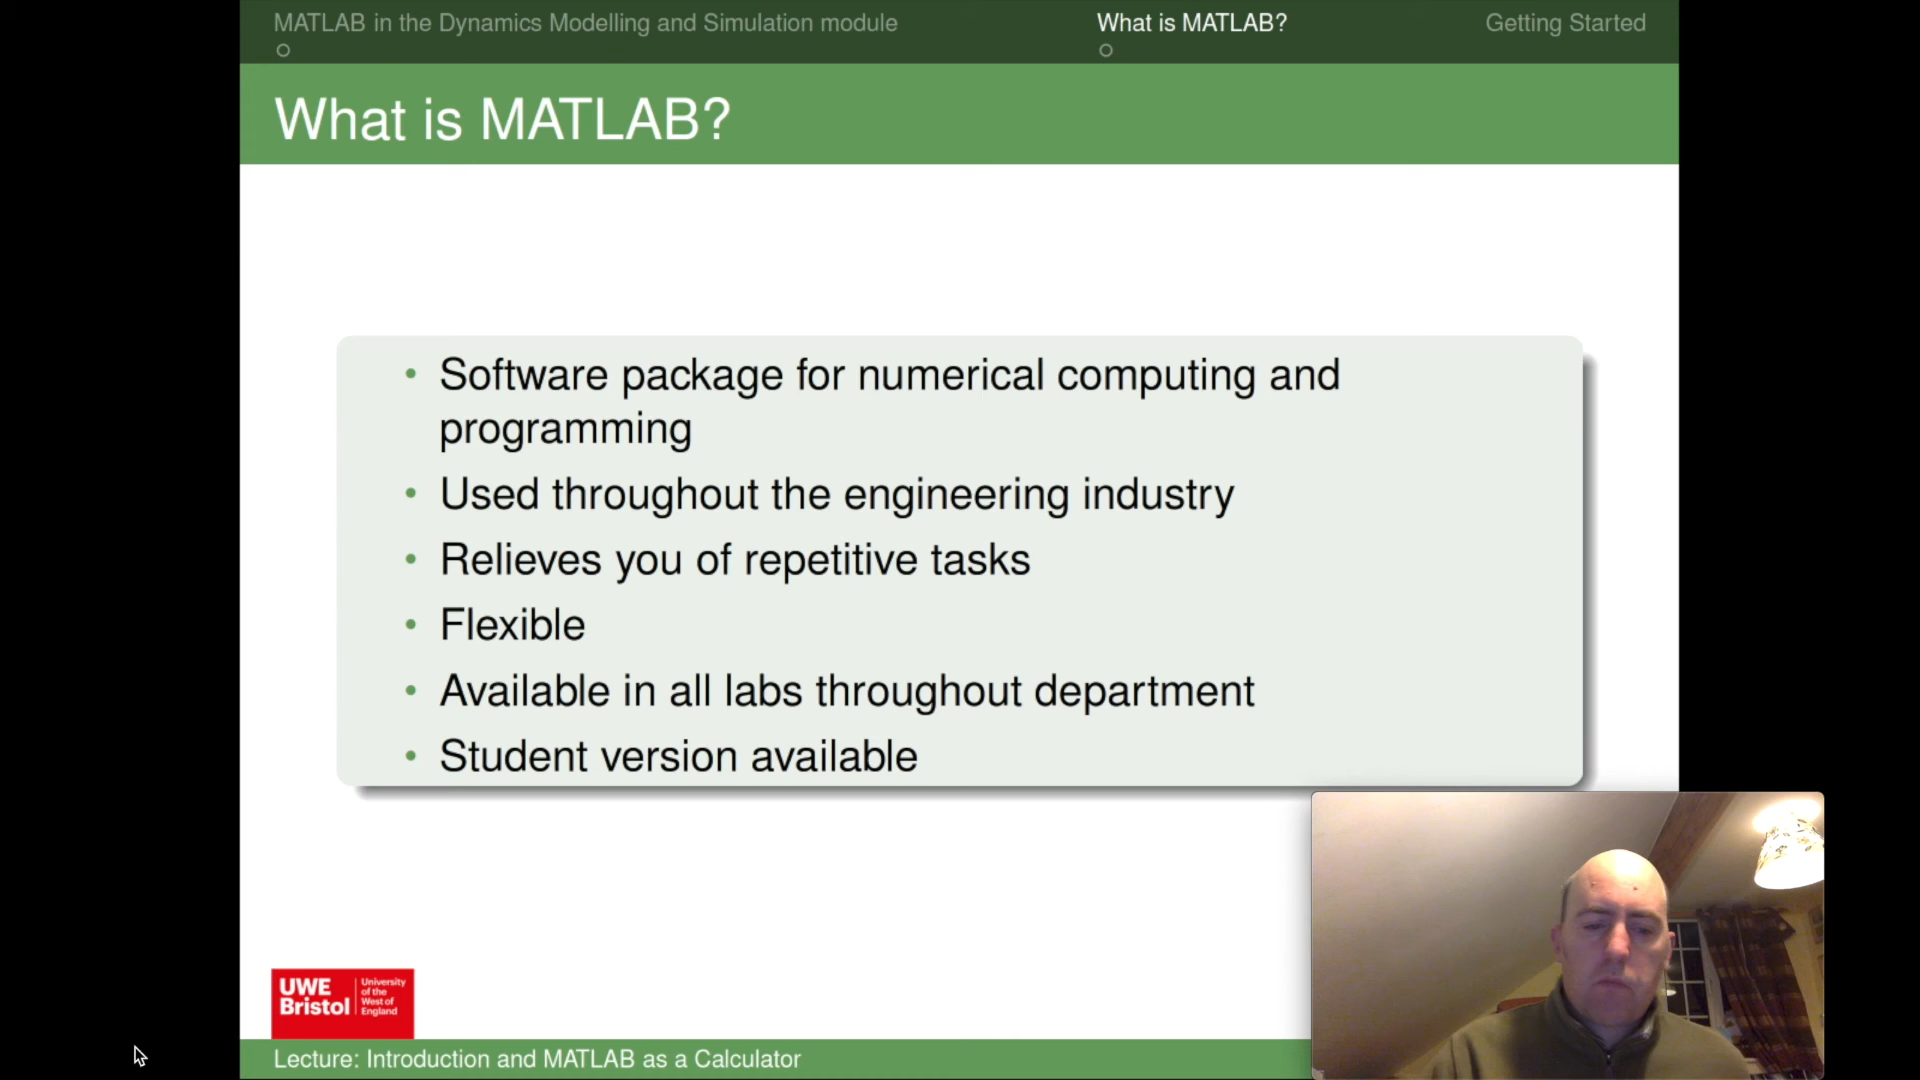 MATLAB in the Dynamics Modelling and Simulation module
What is MATLAB?
Getting Started
What is MATLAB?
• Software package for numerical computing and
programming
• Used throughout the engineering industry
• Relieves you of repetitive tasks
• Flexible
• Available in all labs throughout department
• Student version available
UWE
Bristol
University
of the
West of
England
Lecture: Introduction and MATLAB as a Calculator